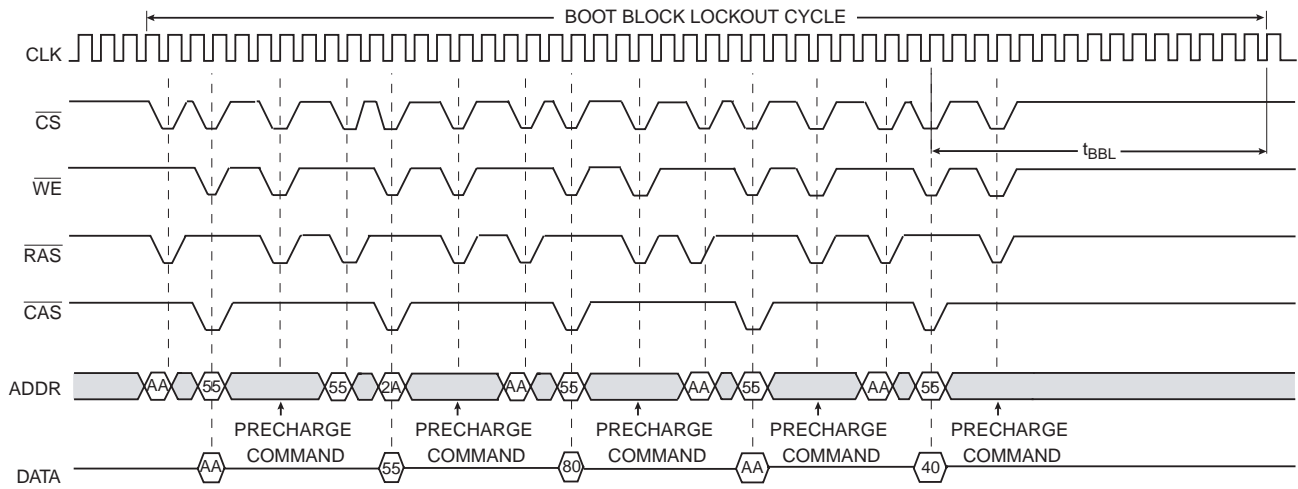 BOOT BLOCK LOCKOUT CYCLE
CLK
CS
tBBL
WE
RAS
CAS
ADDR AA 55 55 2A AA 55 AA 55 AA 55
PRECHARGE COMMAND
PRECHARGE COMMAND
PRECHARGE COMMAND
PRECHARGE COMMAND
PRECHARGE COMMAND
DATA AA 55 80 AA 40